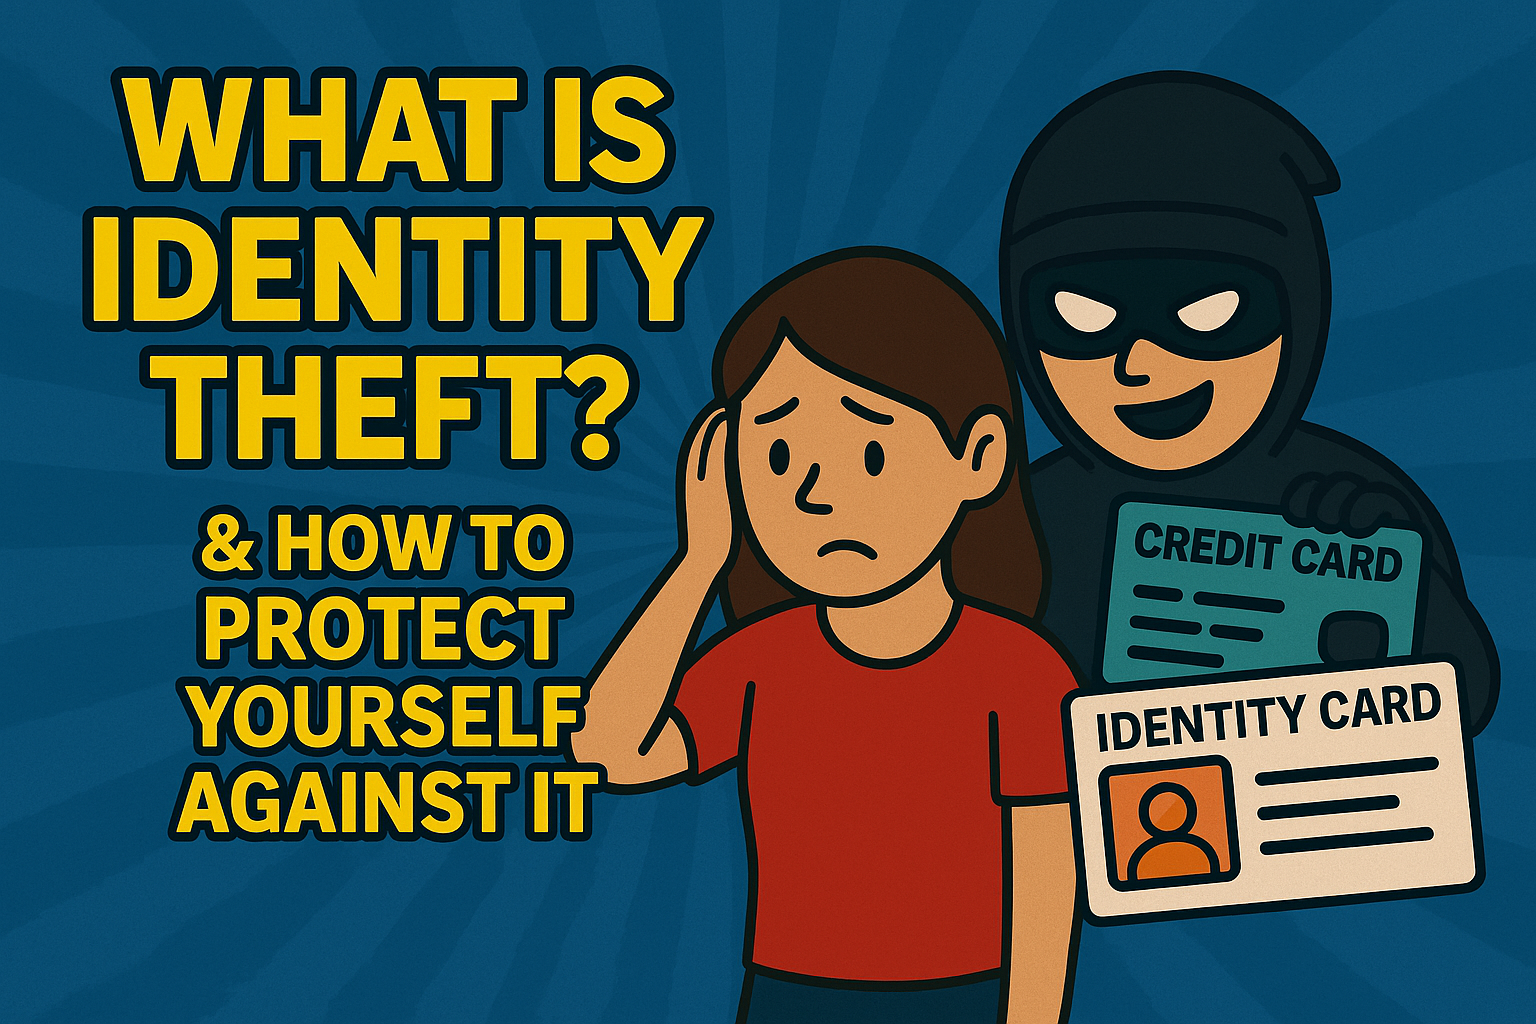 WHAT IS
IDENTITY
THEFT?
& HOW TO
PROTECT
YOURSELF
AGAINST IT
CREDIT CARD
IDENTITY CARD